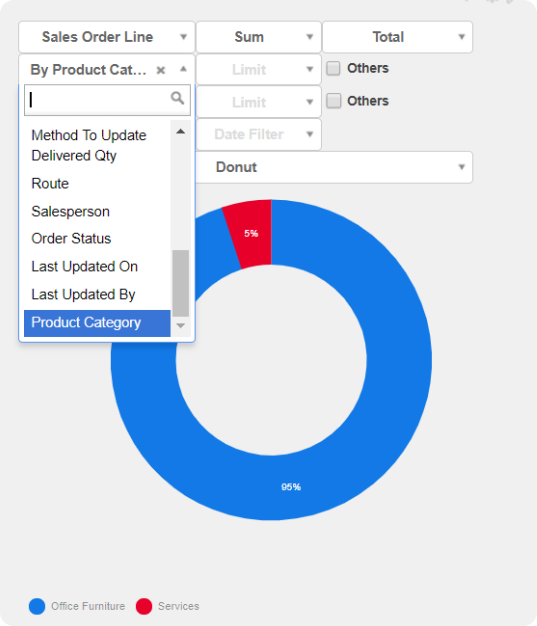 Sales Order Line
Sum
Total
By Product Cat...
Limit
Others
Limit
Others
Method To Update
Delivered Qty
Date Filter
Route
Donut
Salesperson
Order Status
Last Updated On
Last Updated By
Product Category
5%
95%
Office Furniture
Services